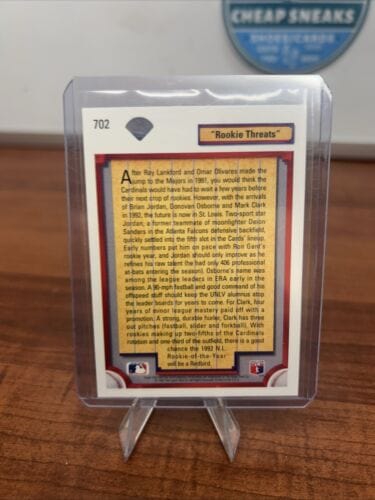 CHEAP SNEAKS
SHOES|CARDS
702
"Rookie Threats"
After Ray Lankford and Omar Olivares made the
jump to the Majors in 1991, you would think the
Cardinals would have had to wait a few years before
their next crop of rookies. However, with the arrivals
of Brian Jordan, Donovan Osborne and Mark Clark
in 1992, the future is now in St. Louis. Two-sport star
Jordan, a former teammate of moonlighter Deion
Sanders in the Atlanta Falcons defensive backfield,
quickly settled into the fifth slot in the Cards' lineup.
Early numbers put him on pace with Ron Gant's
rookie year, and Jordan should only improve as he
refines his raw talent (he had only 406 professional
at-bats entering the season). Osborne's name was
among the league leaders in ERA early in the
season. A 90-mph fastball and good command of his
offspeed stuff should keep the UNLV alumnus atop
the leader boards for years to come. For Clark, four
years of minor league mastery paid off with a
promotion. A strong, durable hurler, Clark has three
out pitches (fastball, slider and forkball). With
rookies making up two-fifths of the Cardinals
rotation and one-third of the outfield, there is a good
chance the 1992 N.L.
Rookie-of-the-Year
will be a Redbird.